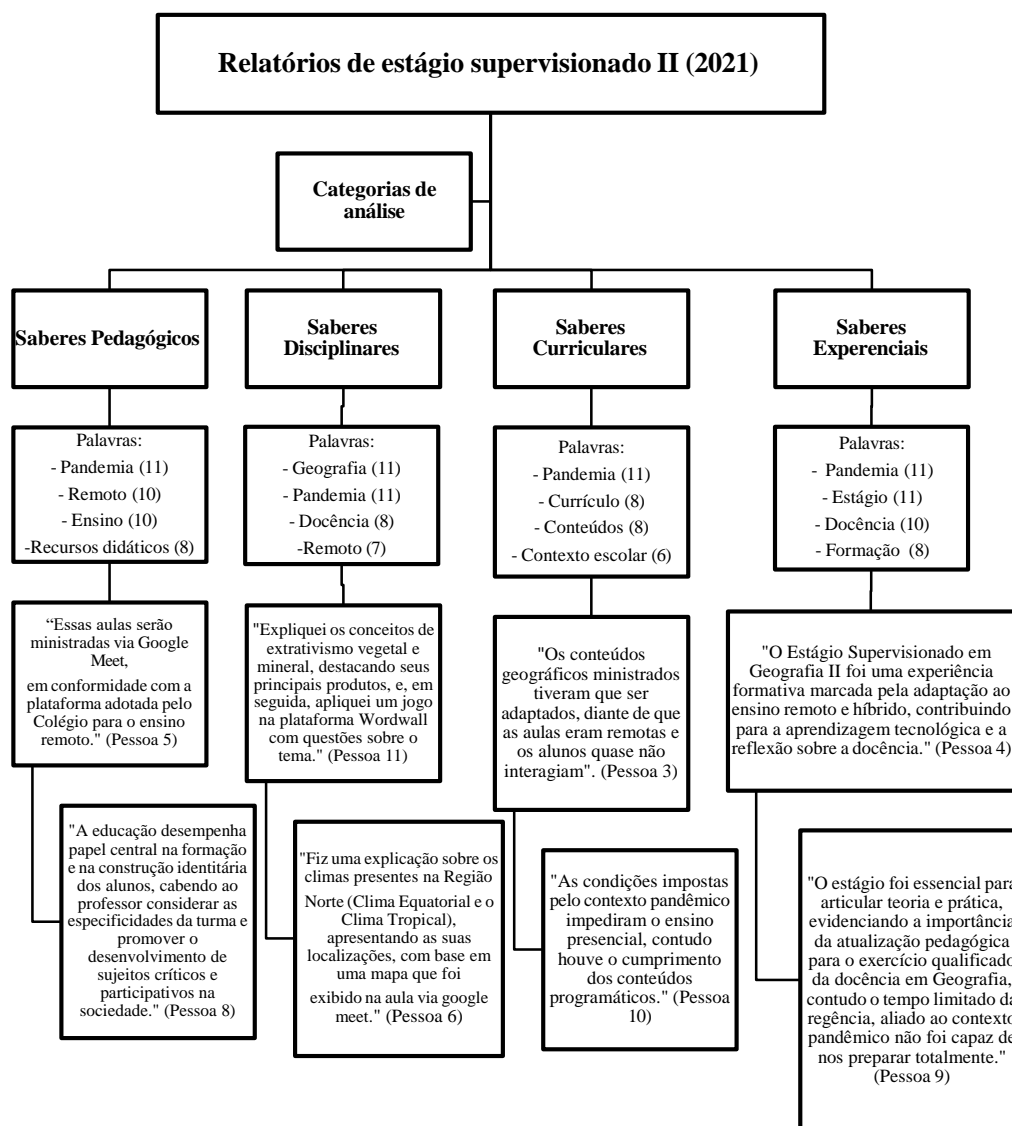 Relatórios de estágio supervisionado II (2021)
Categorias de
análise
Saberes Pedagógicos
Saberes
Disciplinares
Saberes
Curriculares
Saberes
Experenciais
Palavras:
- Pandemia (11)
- Remoto (10)
- Ensino (10)
-Recursos didáticos (8)
Palavras:
- Geografia (11)
- Pandemia (11)
- Docência (8)
-Remoto (7)
Palavras:
- Pandemia (11)
- Currículo (8)
- Conteúdos (8)
- Contexto escolar (6)
Palavras:
- Pandemia (11)
- Estágio (11)
- Docência (10)
- Formação (8)
“Essas aulas serão
ministradas via Google
Meet,
em conformidade com a
plataforma adotada pelo
Colégio para o ensino
remoto." (Pessoa 5)
"Expliquei os conceitos de
extrativismo vegetal e
mineral, destacando seus
principais produtos, e, em
seguida, apliquei um jogo
na plataforma Wordwall
com questões sobre o
tema." (Pessoa 11)
"Os conteúdos
geográficos ministrados
tiveram que ser
adaptados, diante de que
as aulas eram remotas e
os alunos quase não
interagiam". (Pessoa 3)
"O Estágio Supervisionado em
Geografia II foi uma experiência
formativa marcada pela adaptação ao
ensino remoto e híbrido, contribuindo
para a aprendizagem tecnológica e a
reflexão sobre a docência." (Pessoa 4)
"A educação desempenha
papel central na formação
e na construção identitária
dos alunos, cabendo ao
professor considerar as
especificidades da turma e
promover o
desenvolvimento de
sujeitos críticos e
participativos na
sociedade." (Pessoa 8)
"Fiz uma explicação sobre os
climas presentes na Região
Norte (Clima Equatorial e o
Clima Tropical),
apresentando as suas
localizações, com base em
uma mapa que foi
exibido na aula via google
meet." (Pessoa 6)
"As condições impostas
pelo contexto pandêmico
impediram o ensino
presencial, contudo
houve o cumprimento
dos conteúdos
programáticos." (Pessoa
10)
"O estágio foi essencial para
articular teoria e prática,
evidenciando a importância
da atualização pedagógica
para o exercício qualificado
da docência em Geografia,
contudo o tempo limitado da
regência, aliado ao contexto
pandêmico não foi capaz de
nos preparar totalmente."
(Pessoa 9)